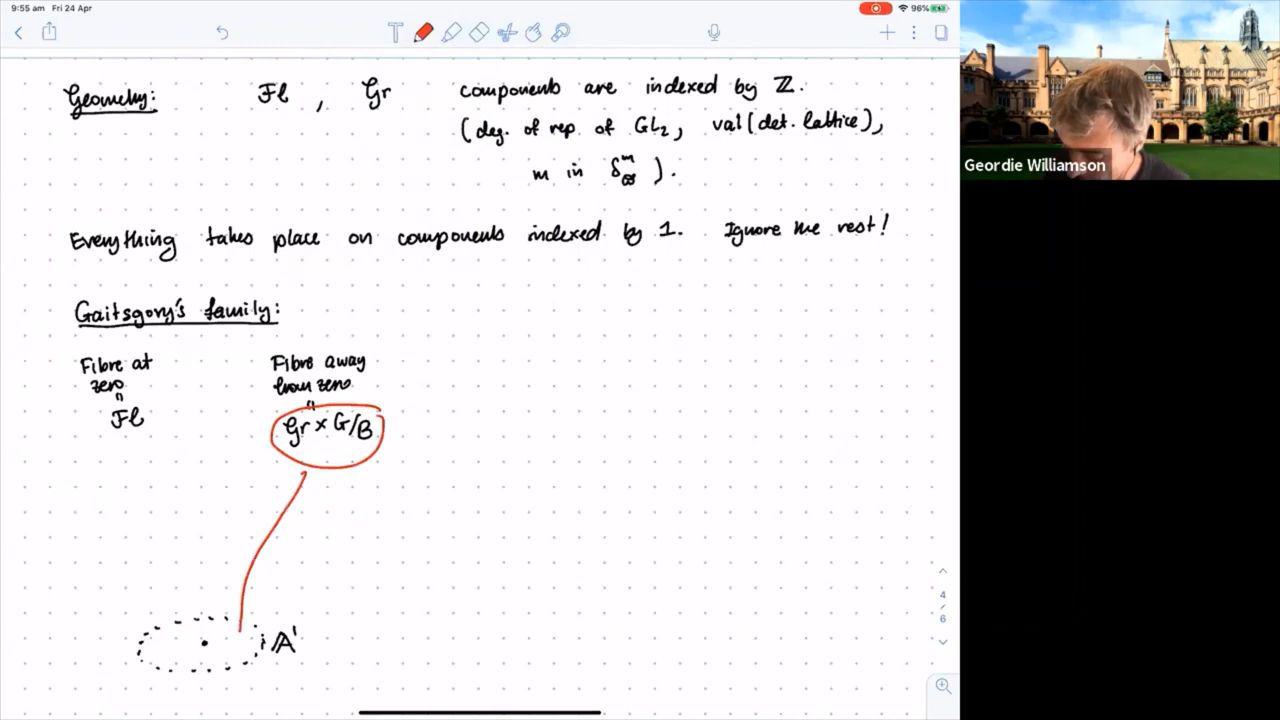 9:55 am Fri 24 Apr
96%
Geometry: Fl , Gr components are indexed by ℤ.
(deg. of rep of GL₂, val(det. lattice),
m in δ^m_∞ ).
Everything takes place on components indexed by 1. Ignore the rest!
Gaitsgory's family:
Fibre at zero
"
Fl
Fibre away from zero
"
Gr × G/B
𝔸¹
4
/
6
Geordie Williamson